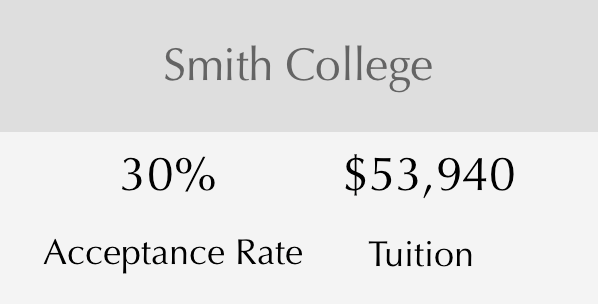 Smith College
30% $53,940
Acceptance Rate Tuition